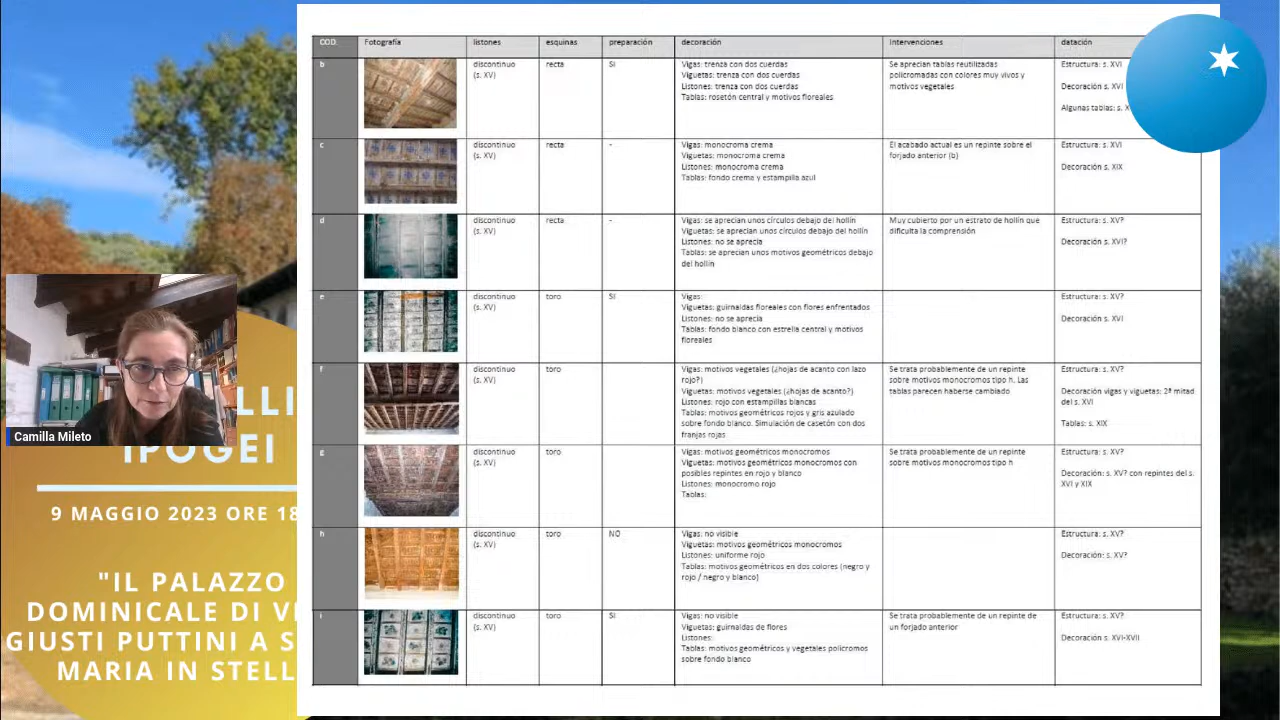 COD.
Fotografía
listones
esquinas
preparación
decoración
Intervenciones
datación
b
discontinuo
(s. XV)
recta
SI
Vigas: trenza con dos cuerdas
Viguetas: trenza con dos cuerdas
Listones: trenza con dos cuerdas
Tablas: rosetón central y motivos floreales
Se aprecian tablas reutilizadas
policromadas con colores muy vivos y
motivos vegetales
Estructura: s. XVI
Decoración s. XVI
Algunas tablas: s.
c
discontinuo
(s. XV)
recta
-
Vigas: monocroma crema
Viguetas: monocroma crema
Listones: monocroma crema
Tablas: fondo crema y estampilla azul
El acabado actual es un repinte sobre el
forjado anterior (b)
Estructura: s. XVI
Decoración s. XIX
d
discontinuo
(s. XV)
recta
-
Vigas: se aprecian unos círculos debajo del hollín
Viguetas: se aprecian unos círculos debajo del hollín
Listones: no se aprecia
Tablas: se aprecian unos motivos geométricos debajo
del hollín
Muy cubierto por un estrato de hollín que
dificulta la comprensión
Estructura: s. XV?
Decoración s. XVI?
e
discontinuo
(s. XV)
toro
SI
Vigas:
Viguetas: guirnaldas floreales con flores enfrentados
Listones: no se aprecia
Tablas: fondo blanco con estrella central y motivos
floreales
Estructura: s. XV?
Decoración s. XVI
f
discontinuo
(s. XV)
toro
Vigas: motivos vegetales (¿hojas de acanto con lazo
rojo?)
Viguetas: motivos vegetales (¿hojas de acanto?)
Listones: rojo con estampillas blancas
Tablas: motivos geométricos rojos y gris azulado
sobre fondo blanco. Simulación de casetón con dos
franjas rojas
Se trata probablemente de un repinte
sobre motivos monocromos tipo h. Las
tablas parecen haberse cambiado
Estructura: s. XV?
Decoración vigas y viguetas: 2ª mitad
del s. XVI
Tablas: s. XIX
g
discontinuo
(s. XV)
toro
Vigas: motivos geométricos monocromos
Viguetas: motivos geométricos monocromos con
posibles repintes en rojo y blanco
Listones: monocromo rojo
Tablas:
Se trata probablemente de un repinte
sobre motivos monocromos tipo h
Estructura: s. XV?
Decoración: s. XV? con repintes del s.
XVI y XIX
h
discontinuo
(s. XV)
toro
NO
Vigas: no visible
Viguetas: motivos geométricos monocromos
Listones: uniforme rojo
Tablas: motivos geométricos en dos colores (negro y
rojo / negro y blanco)
Estructura: s. XV?
Decoración: s. XV?
i
discontinuo
(s. XV)
toro
SI
Vigas: no visible
Viguetas: guirnaldas de flores
Listones:
Tablas: motivos geométricos y vegetales policromos
sobre fondo blanco
Se trata probablemente de un repinte de
un forjado anterior
Estructura: s. XV?
Decoración s. XVI-XVII
Camilla Mileto
LLI
IPOGEI
9 MAGGIO 2023 ORE 18
"IL PALAZZO
DOMINICALE DI
GIUSTI PUTTINI A
MARIA IN STELL